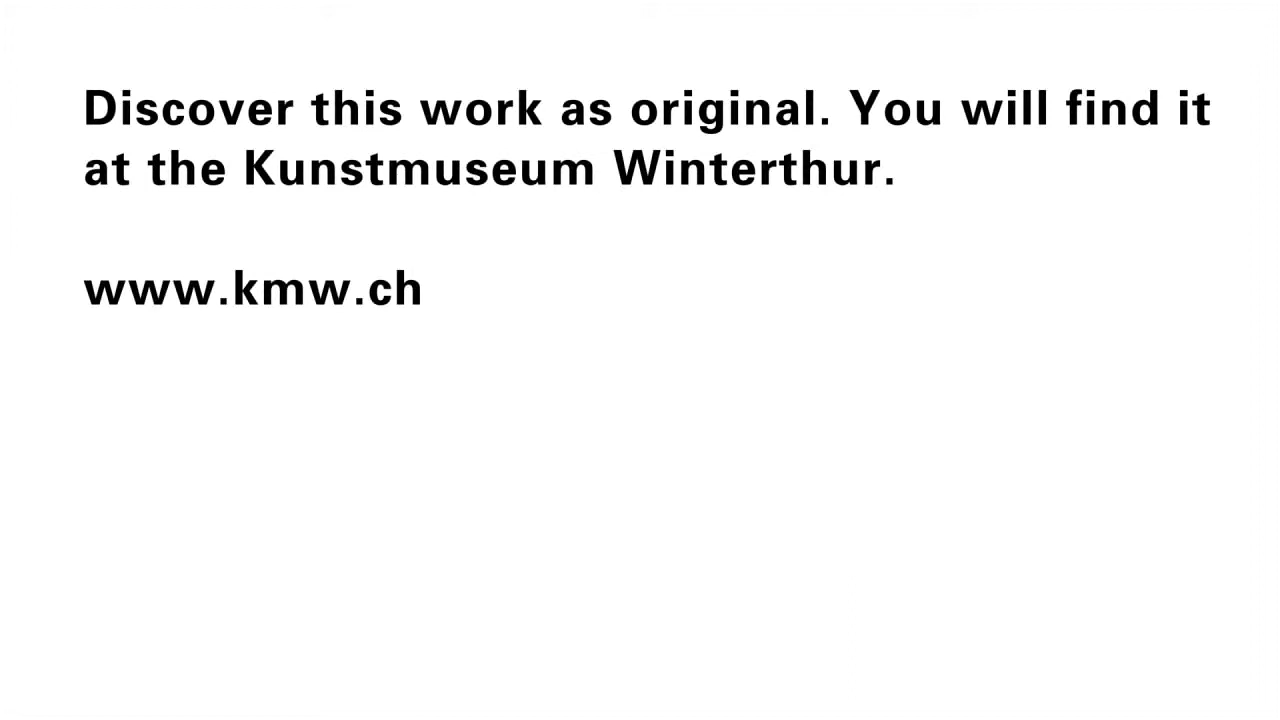 Discover this work as original. You will find it
at the Kunstmuseum Winterthur.
www.kmw.ch